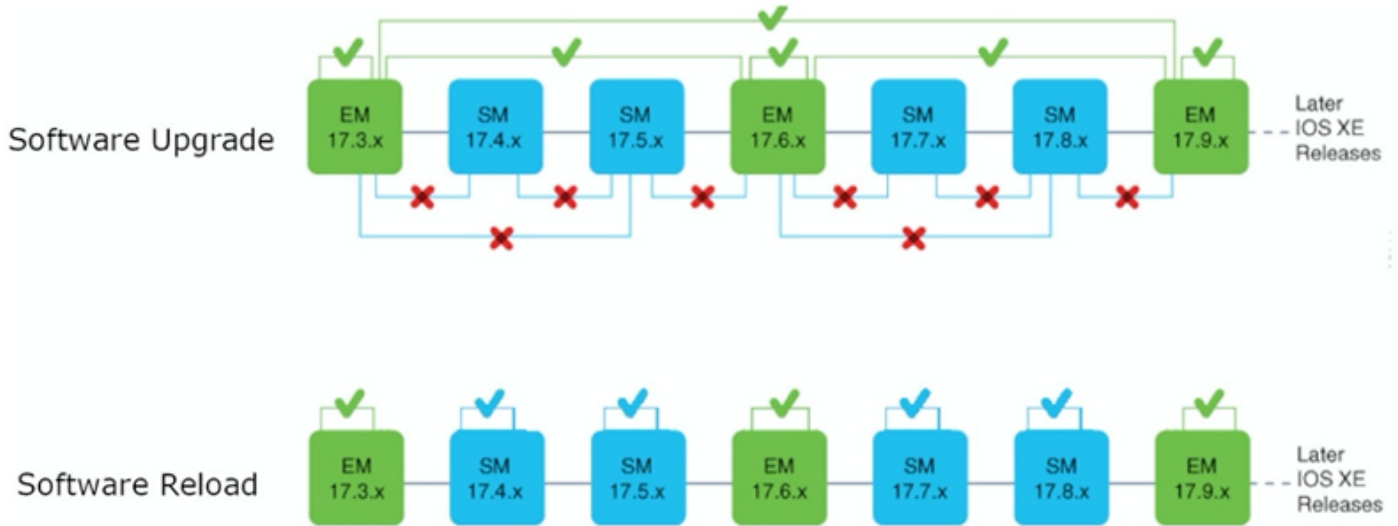 Software Upgrade
EM
17.3.x
SM
17.4.x
SM
17.5.x
EM
17.6.x
SM
17.7.x
SM
17.8.x
EM
17.9.x
Later
IOS XE
Releases
Software Reload
EM
17.3.x
SM
17.4.x
SM
17.5.x
EM
17.6.x
SM
17.7.x
SM
17.8.x
EM
17.9.x
Later
IOS XE
Releases